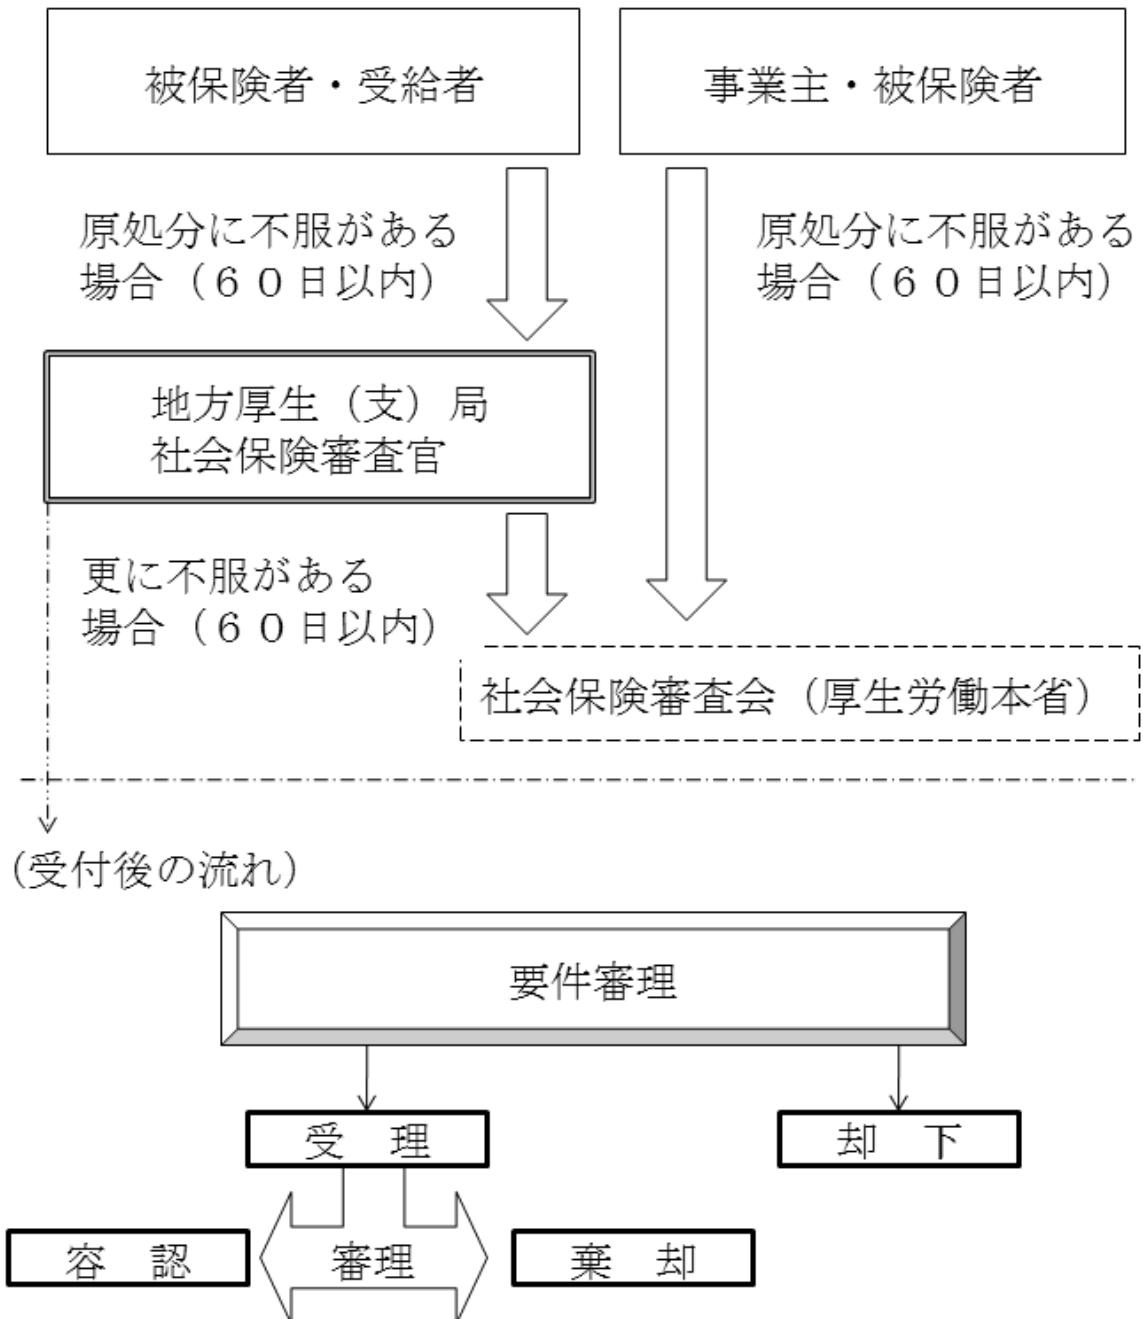 被保険者・受給者
事業主・被保険者
原処分に不服がある
場合（６０日以内）
原処分に不服がある
場合（６０日以内）
地方厚生（支）局
社会保険審査官
更に不服がある
場合（６０日以内）
社会保険審査会（厚生労働本省）
(受付後の流れ)
要件審理
受　理
却　下
容　認
審理
棄　却